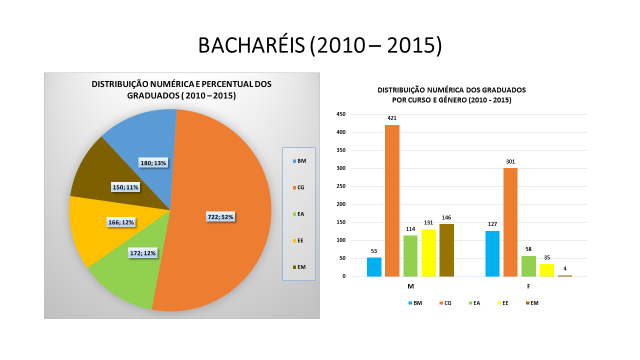 BACHARÉIS (2010 – 2015)
DISTRIBUIÇÃO NUMÉRICA E PERCENTUAL DOS
GRADUADOS ( 2010 – 2015)
180; 13%
150; 11%
166; 12%
172; 12%
722; 52%
BM
CG
EA
EE
EM
DISTRIBUIÇÃO NUMÉRICA DOS GRADUADOS
POR CURSO E GÉNERO (2010 - 2015)
450
400
350
300
250
200
150
100
50
0
53
421
114
131
146
127
301
58
35
4
M
F
BM
CG
EA
EE
EM